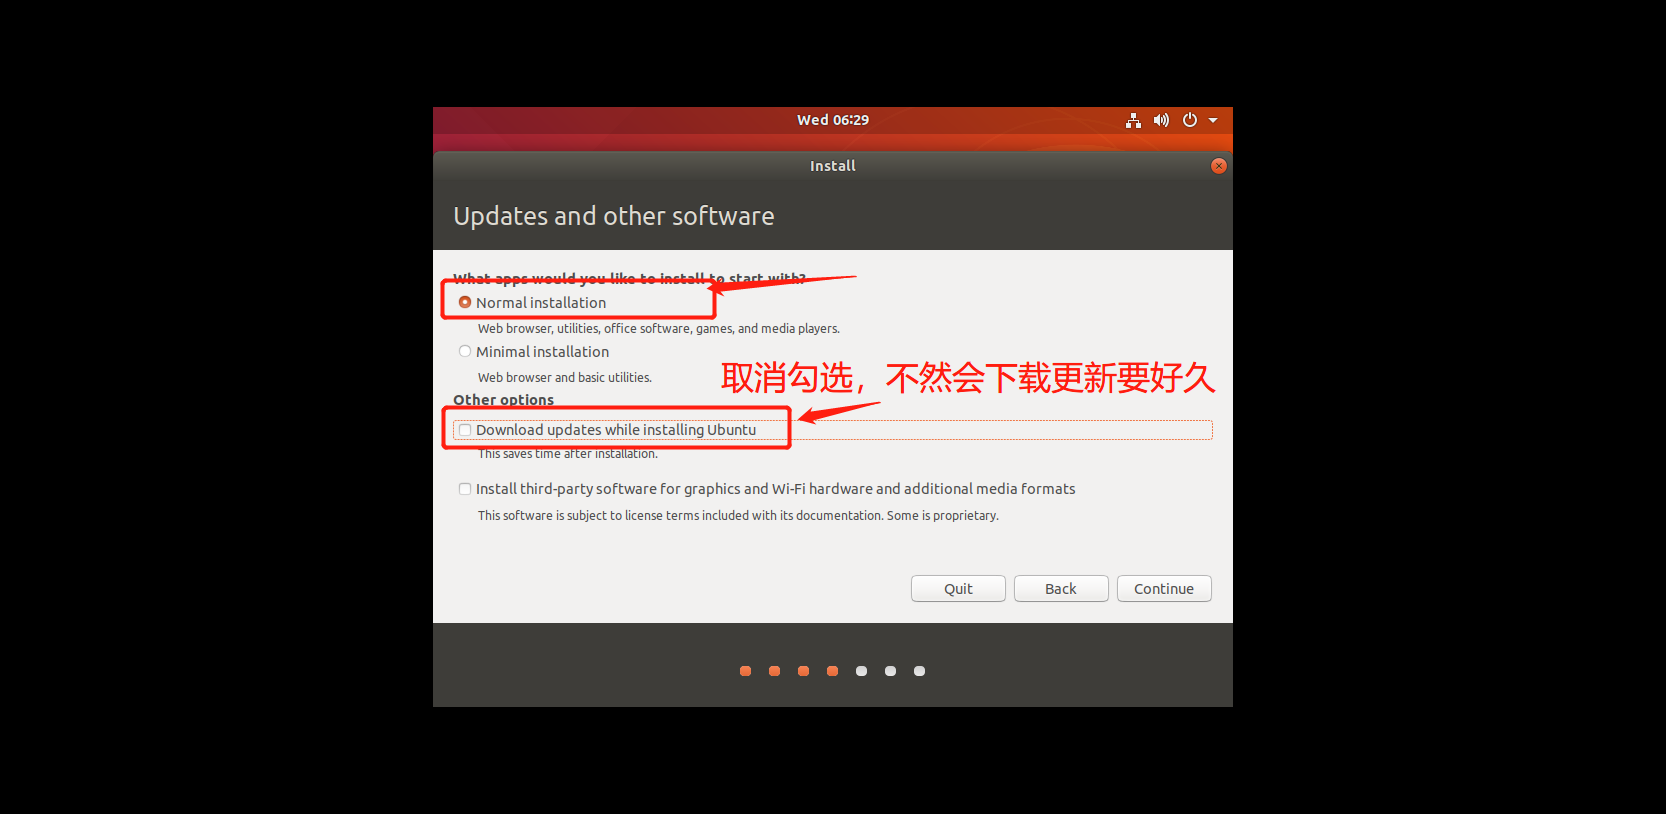 Wed 06:29
Install
Updates and other software
What apps would you like to install to start with?
Normal installation
Web browser, utilities, office software, games, and media players.
Minimal installation
Web browser and basic utilities.
取消勾选，不然会下载更新要好久
Other options
Download updates while installing Ubuntu
This saves time after installation.
Install third-party software for graphics and Wi-Fi hardware and additional media formats
This software is subject to license terms included with its documentation. Some is proprietary.
Quit
Back
Continue